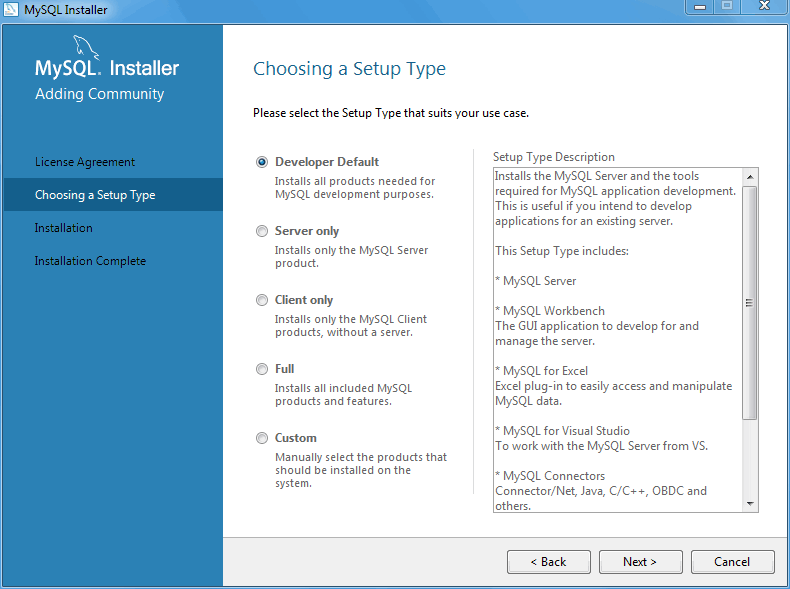 MySQL Installer
MySQL. Installer
Adding Community
License Agreement
Choosing a Setup Type
Installation
Installation Complete
Choosing a Setup Type
Please select the Setup Type that suits your use case.
Developer Default
Installs all products needed for
MySQL development purposes.
Server only
Installs only the MySQL Server
product.
Client only
Installs only the MySQL Client
products, without a server.
Full
Installs all included MySQL
products and features.
Custom
Manually select the products that
should be installed on the
system.
Setup Type Description
Installs the MySQL Server and the tools
required for MySQL application development.
This is useful if you intend to develop
applications for an existing server.
This Setup Type includes:
* MySQL Server
* MySQL Workbench
The GUI application to develop for and
manage the server.
* MySQL for Excel
Excel plug-in to easily access and manipulate
MySQL data.
* MySQL for Visual Studio
To work with the MySQL Server from VS.
* MySQL Connectors
Connector/Net, Java, C/C++, OBDC and
others.
< Back
Next >
Cancel